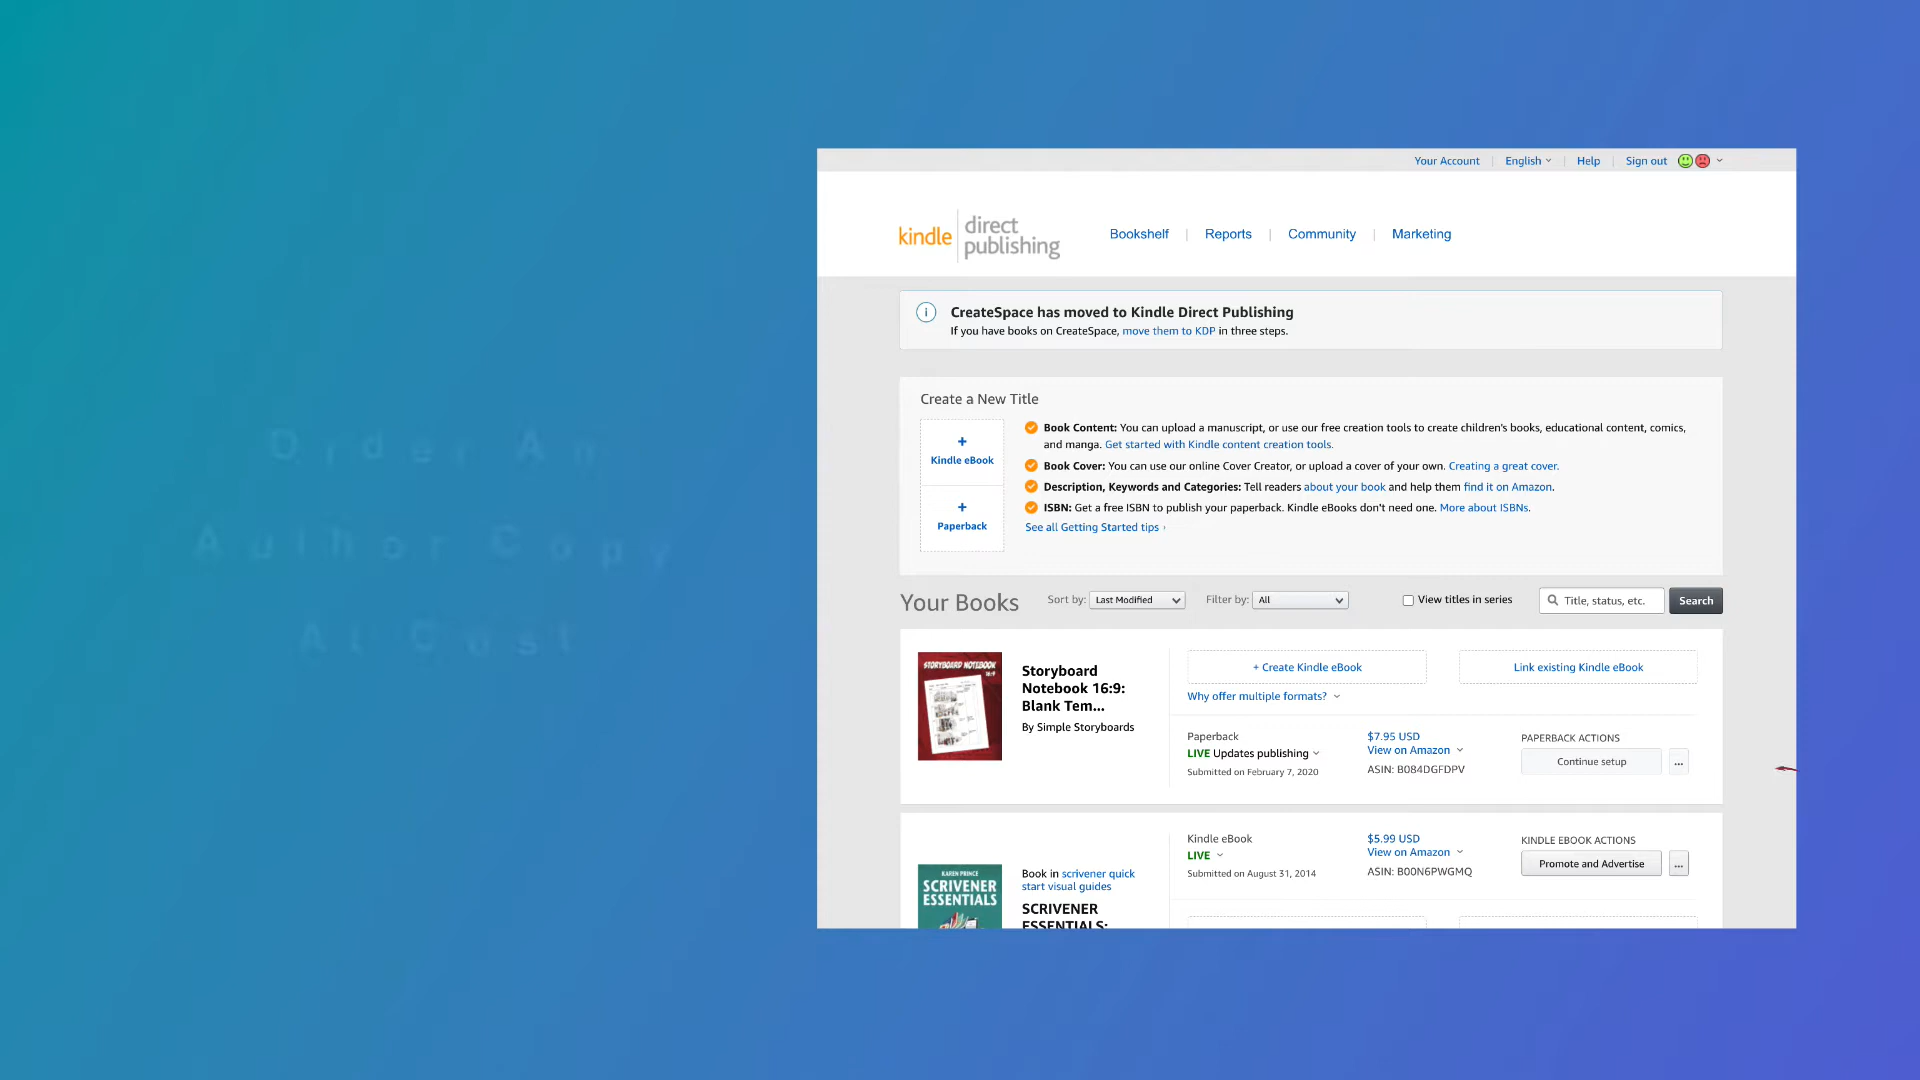 Your Account | English | Help | Sign out
kindle direct publishing
Bookshelf | Reports | Community | Marketing
CreateSpace has moved to Kindle Direct Publishing
If you have books on CreateSpace, move them to KDP in three steps.
Create a New Title
+ Kindle eBook
+ Paperback
Book Content: You can upload a manuscript, or use our free creation tools to create children's books, educational content, comics,
and manga. Get started with Kindle content creation tools.
Book Cover: You can use our online Cover Creator, or upload a cover of your own. Creating a great cover.
Description, Keywords and Categories: Tell readers about your book and help them find it on Amazon.
ISBN: Get a free ISBN to publish your paperback. Kindle eBooks don't need one. More about ISBNs.
See all Getting Started tips ›
Order An
Author Copy
At Cost
Your Books Sort by: Last Modified Filter by: All View titles in series Title, status, etc. Search
STORYBOARD NOTEBOOK
16:9
Storyboard
Notebook 16:9:
Blank Tem...
By Simple Storyboards
+ Create Kindle eBook
Link existing Kindle eBook
Why offer multiple formats?
Paperback
LIVE Updates publishing
Submitted on February 7, 2020
$7.95 USD
View on Amazon
ASIN: B084DGFDPV
PAPERBACK ACTIONS
Continue setup ...
KAREN PRINCE
SCRIVENER
ESSENTIALS
Book in scrivener quick
start visual guides
SCRIVENER
ESSENTIALS:
Kindle eBook
LIVE
Submitted on August 31, 2014
$5.99 USD
View on Amazon
ASIN: B00N6PWGMQ
KINDLE EBOOK ACTIONS
Promote and Advertise ...